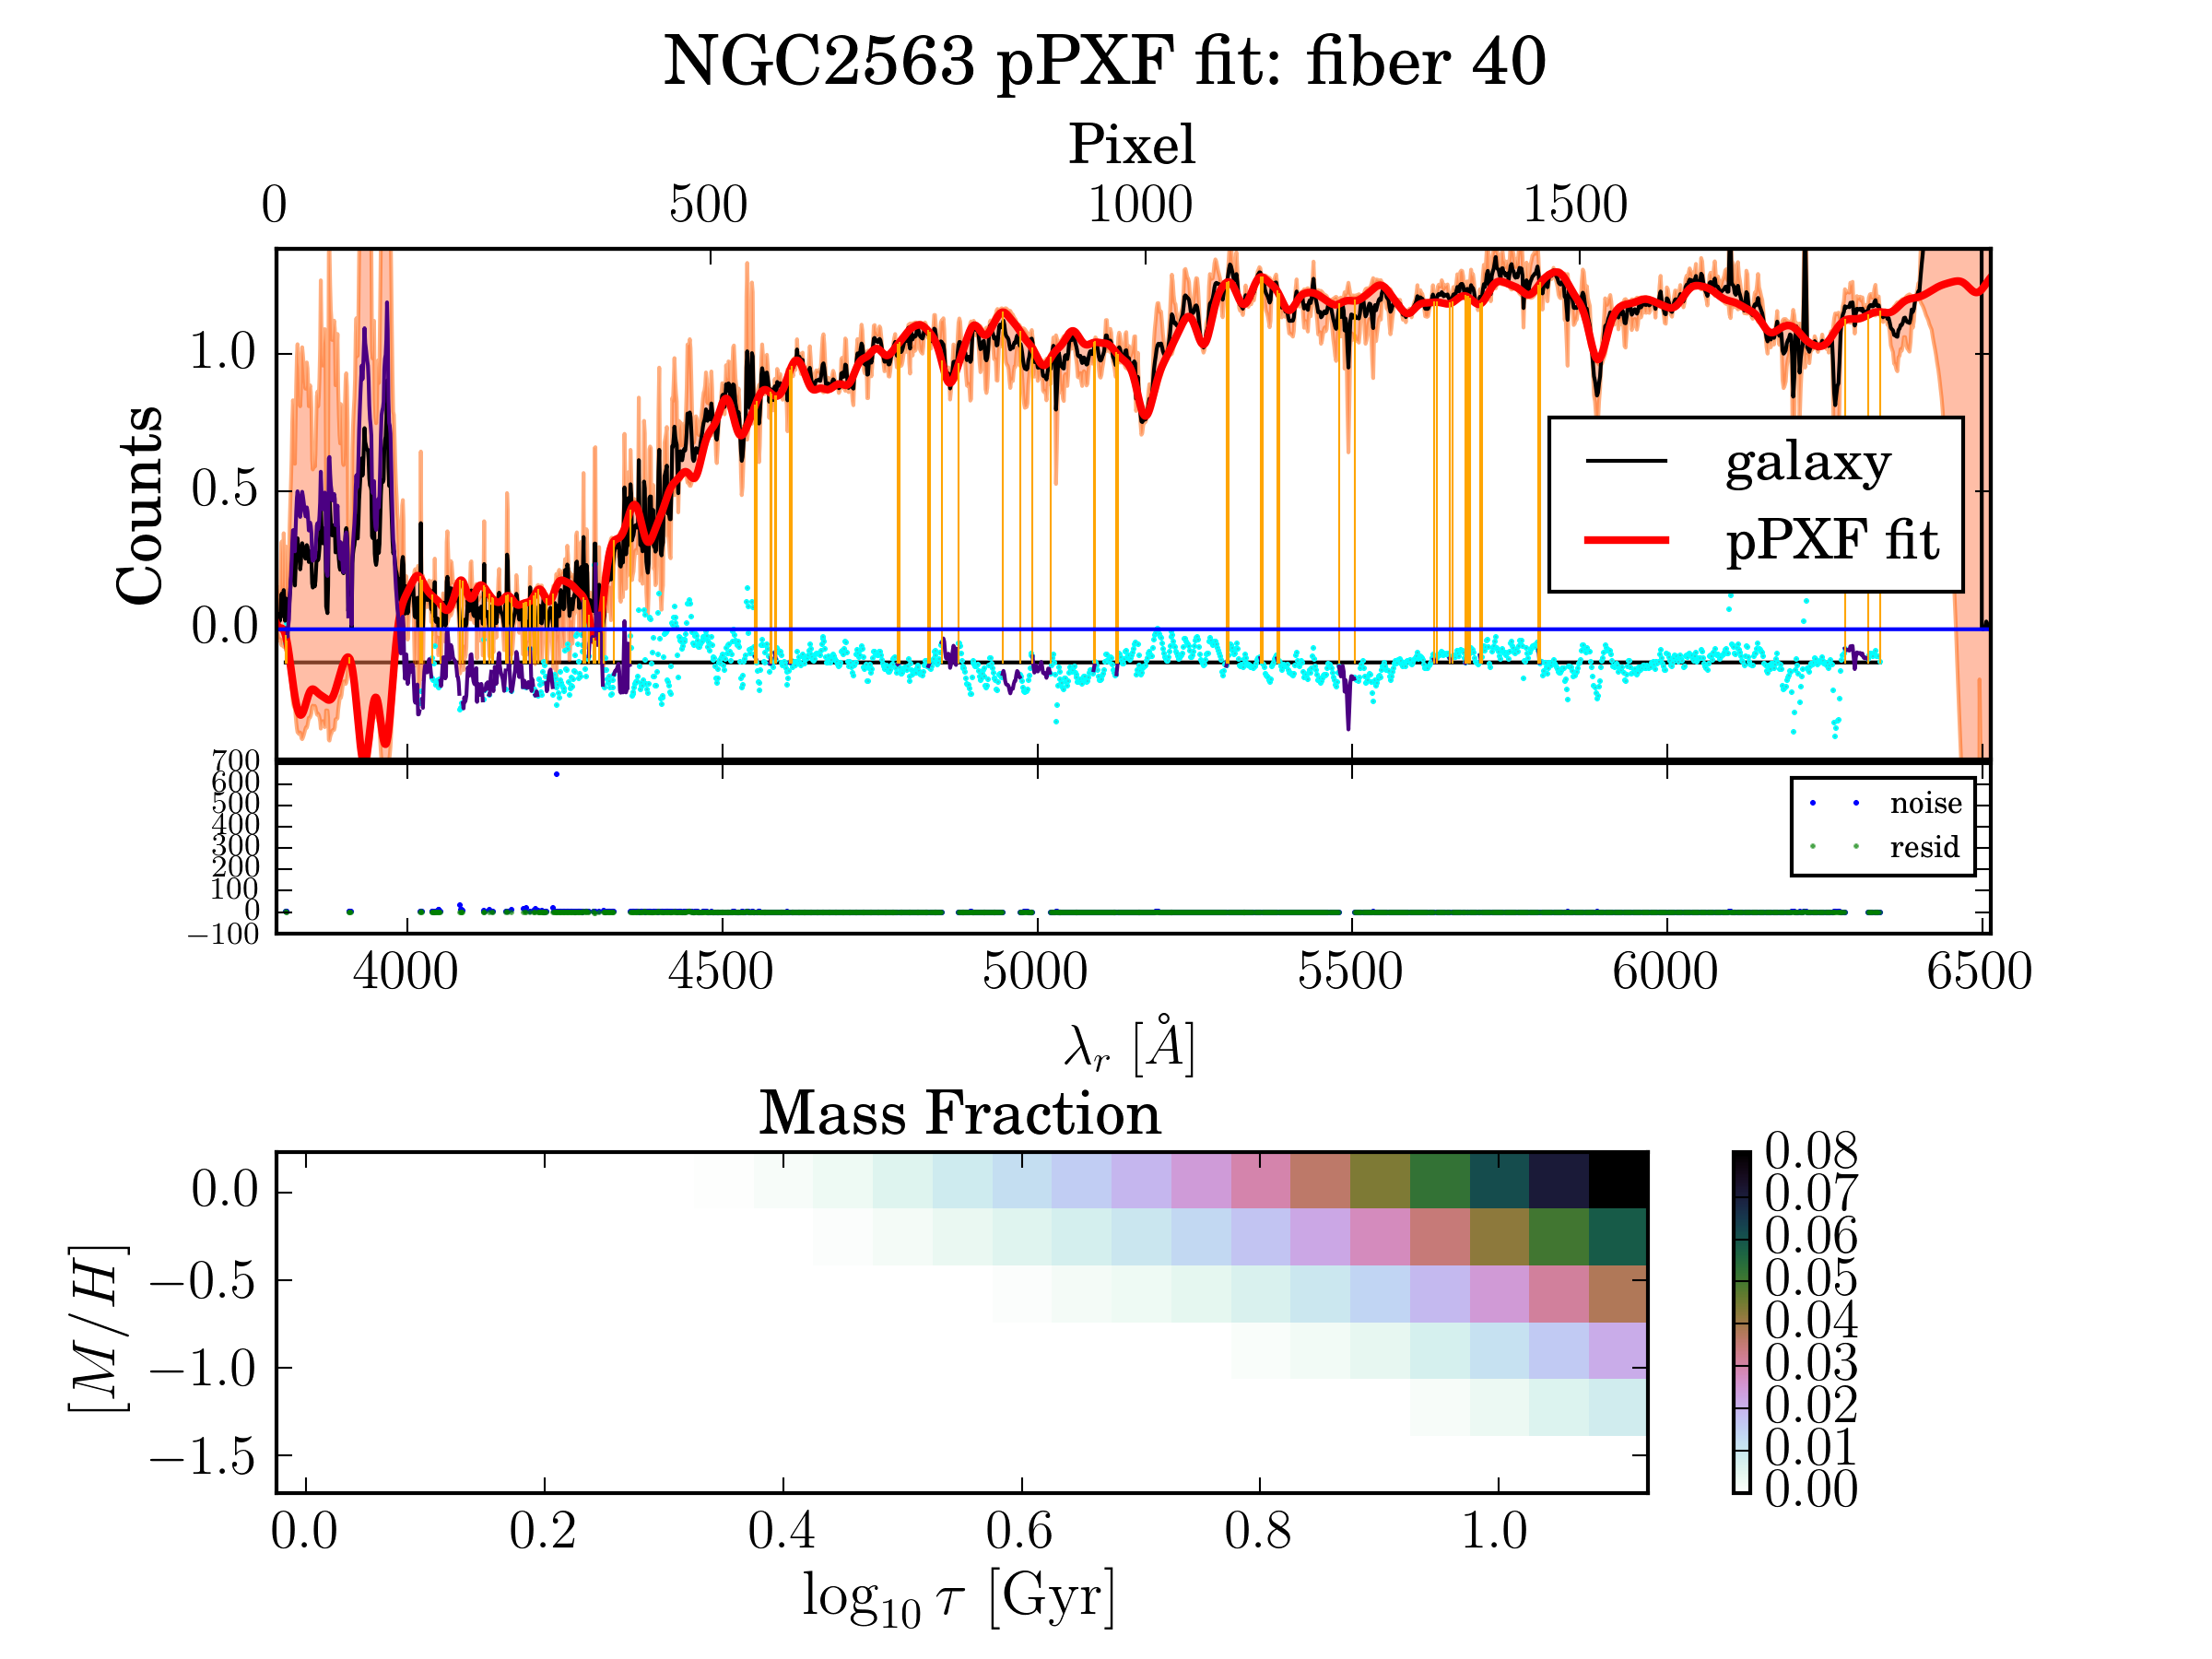 NGC2563 pPXF fit: fiber 40
Pixel
0 500 1000 1500
Counts
1.0
0.5
0.0
galaxy
pPXF fit
700
600
500
400
300
200
100
0
−100
noise
resid
4000 4500 5000 5500 6000 6500
λr [Å]
Mass Fraction
[M/H]
0.0
−0.5
−1.0
−1.5
0.0 0.2 0.4 0.6 0.8 1.0
log10 τ [Gyr]
0.08
0.07
0.06
0.05
0.04
0.03
0.02
0.01
0.00